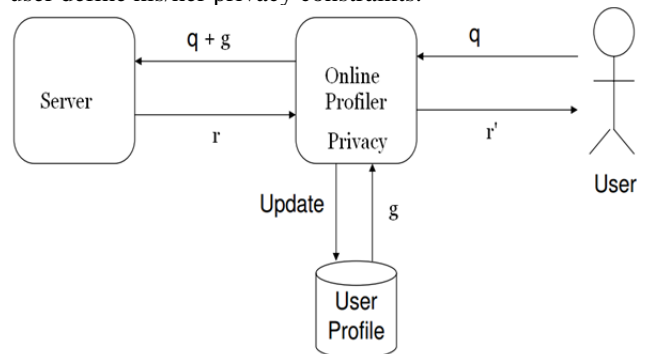 user define his/her privacy constraints.
q + g
q
Server
Online
Profiler
Privacy
r
r'
User
Update
g
User
Profile